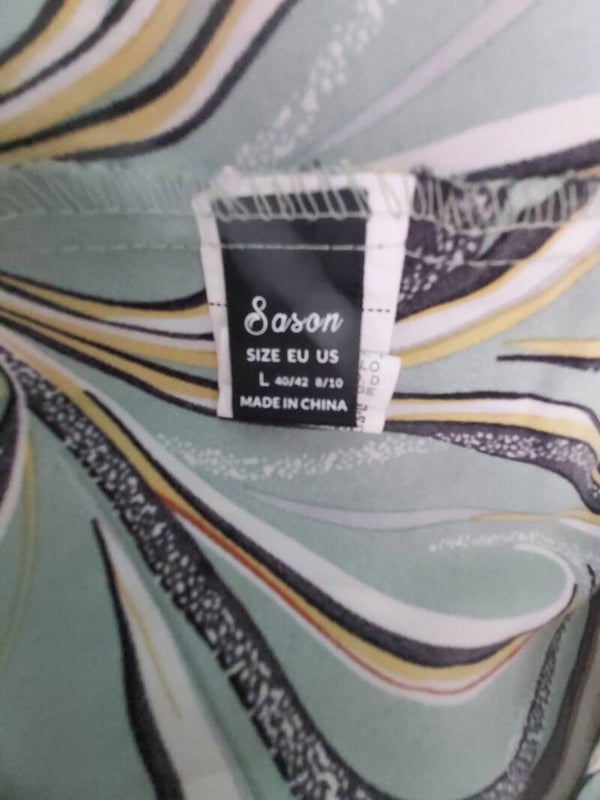 Sason
SIZE EU US
L 40/42 8/10
MADE IN CHINA